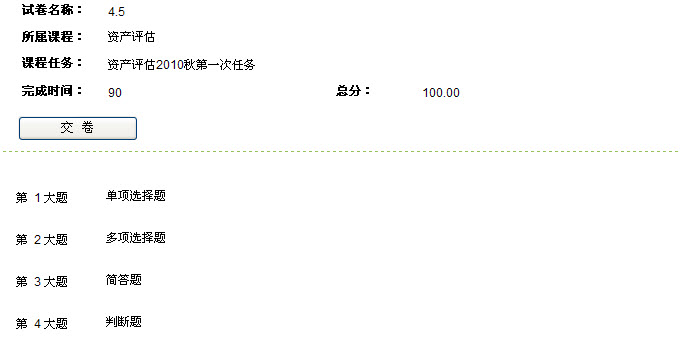 试卷名称： 4.5
所属课程： 资产评估
课程任务： 资产评估2010秋第一次任务
完成时间： 90 总分： 100.00
交 卷
第 1 大题 单项选择题
第 2 大题 多项选择题
第 3 大题 简答题
第 4 大题 判断题